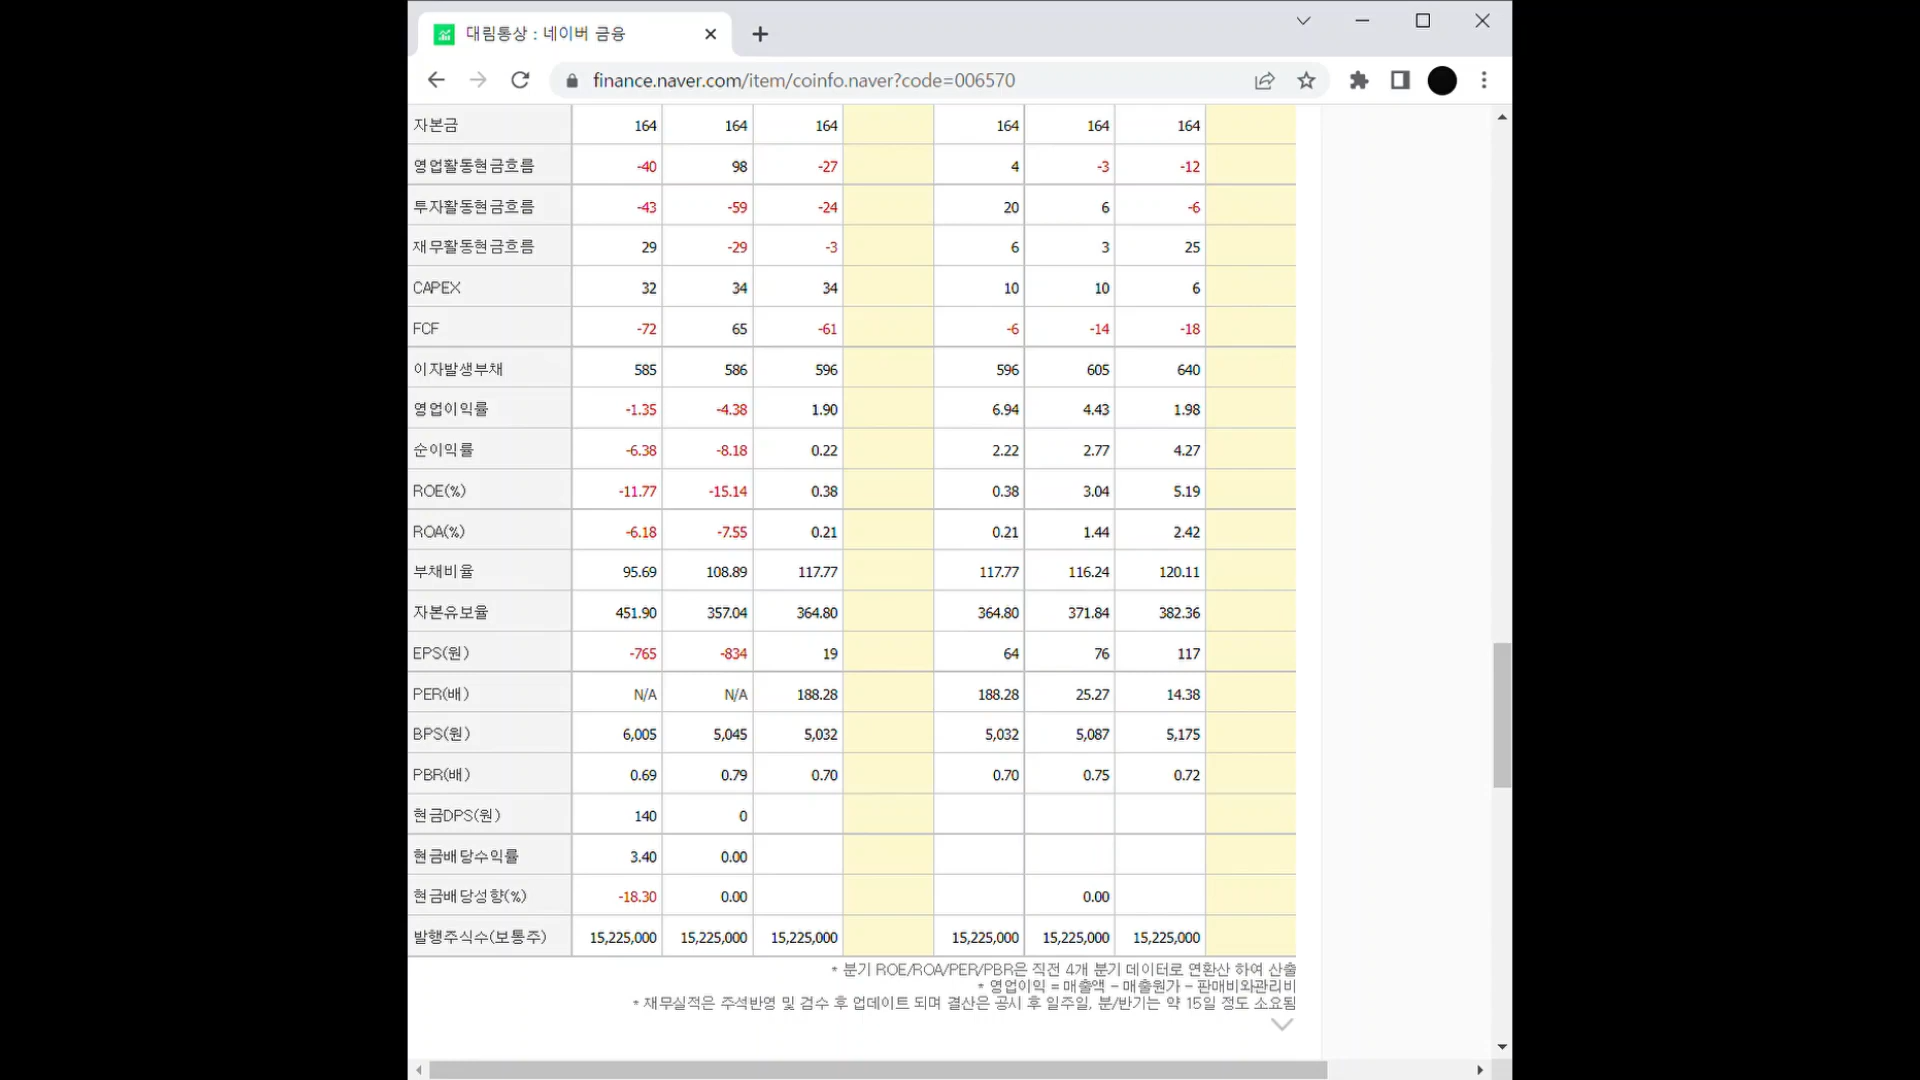 대림통상 : 네이버 금융
finance.naver.com/item/coinfo.naver?code=006570
자본금 164 164 164 164 164 164
영업활동현금흐름 -40 98 -27 4 -3 -12
투자활동현금흐름 -43 -59 -24 20 6 -6
재무활동현금흐름 29 -29 -3 6 3 25
CAPEX 32 34 34 10 10 6
FCF -72 65 -61 -6 -14 -18
이자발생부채 585 586 596 596 605 640
영업이익률 -1.35 -4.38 1.90 6.94 4.43 1.98
순이익률 -6.38 -8.18 0.22 2.22 2.77 4.27
ROE(%) -11.77 -15.14 0.38 0.38 3.04 5.19
ROA(%) -6.18 -7.55 0.21 0.21 1.44 2.42
부채비율 95.69 108.89 117.77 117.77 116.24 120.11
자본유보율 451.90 357.04 364.80 364.80 371.84 382.36
EPS(원) -765 -834 19 64 76 117
PER(배) N/A N/A 188.28 188.28 25.27 14.38
BPS(원) 6,005 5,045 5,032 5,032 5,087 5,175
PBR(배) 0.69 0.79 0.70 0.70 0.75 0.72
현금DPS(원) 140 0
현금배당수익률 3.40 0.00
현금배당성향(%) -18.30 0.00 0.00
발행주식수(보통주) 15,225,000 15,225,000 15,225,000 15,225,000 15,225,000 15,225,000
* 분기 ROE/ROA/PER/PBR은 직전 4개 분기 데이터로 연환산 하여 산출
* 영업이익 = 매출액 - 매출원가 - 판매비와관리비
* 재무실적은 주석반영 및 검수 후 업데이트 되며 결산은 공시 후 일주일, 분/반기는 약 15일 정도 소요됨